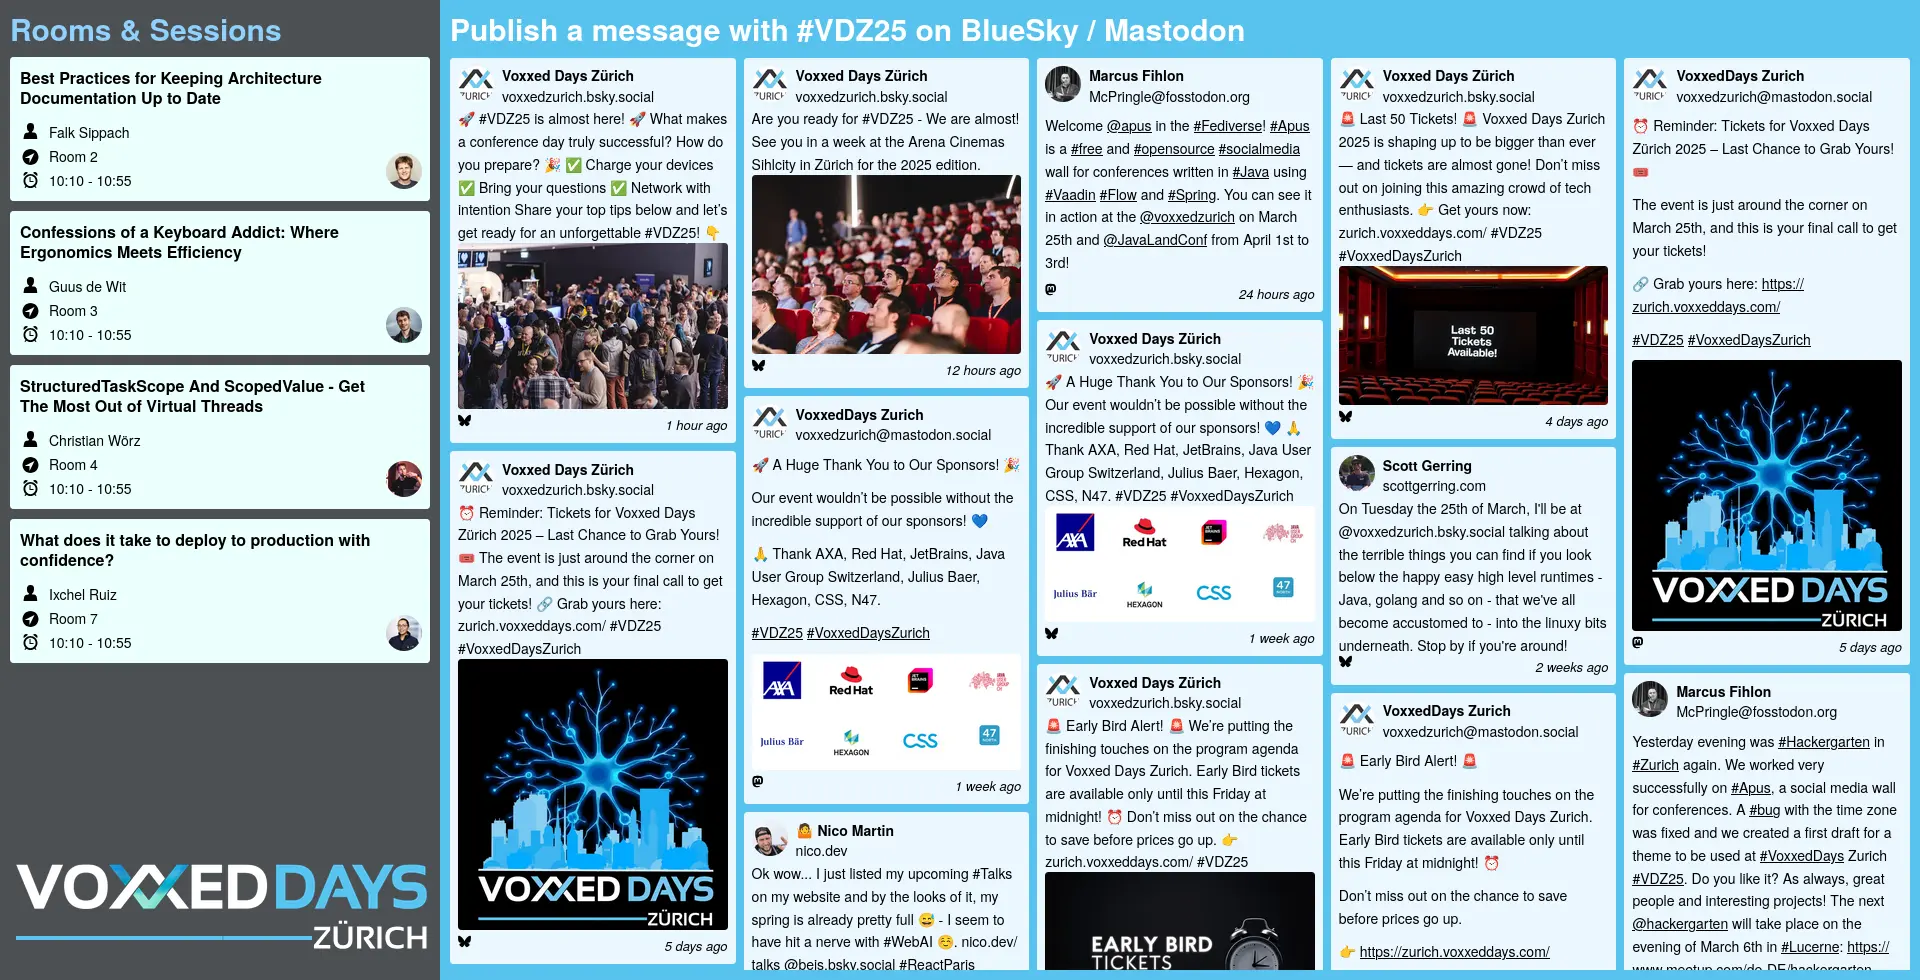 Rooms & Sessions
Best Practices for Keeping Architecture
Documentation Up to Date
Falk Sippach
Room 2
10:10 - 10:55
Confessions of a Keyboard Addict: Where
Ergonomics Meets Efficiency
Guus de Wit
Room 3
10:10 - 10:55
StructuredTaskScope And ScopedValue - Get
The Most Out of Virtual Threads
Christian Wörz
Room 4
10:10 - 10:55
What does it take to deploy to production with
confidence?
Ixchel Ruiz
Room 7
10:10 - 10:55
VOXXED DAYS
ZÜRICH
Publish a message with #VDZ25 on BlueSky / Mastodon
ZURICH
Voxxed Days Zürich
voxxedzurich.bsky.social
🚀 #VDZ25 is almost here! 🚀 What makes
a conference day truly successful? How do
you prepare? 🎉 ✅ Charge your devices
✅ Bring your questions ✅ Network with
intention Share your top tips below and let’s
get ready for an unforgettable #VDZ25! 👇
1 hour ago
ZURICH
Voxxed Days Zürich
voxxedzurich.bsky.social
⏰ Reminder: Tickets for Voxxed Days
Zürich 2025 – Last Chance to Grab Yours!
🎟️ The event is just around the corner on
March 25th, and this is your final call to get
your tickets! 🔗 Grab yours here:
zurich.voxxeddays.com/ #VDZ25
#VoxxedDaysZurich
VOXXED DAYS
ZÜRICH
5 days ago
ZURICH
Voxxed Days Zürich
voxxedzurich.bsky.social
Are you ready for #VDZ25 - We are almost!
See you in a week at the Arena Cinemas
Sihlcity in Zürich for the 2025 edition.
12 hours ago
ZURICH
VoxxedDays Zurich
voxxedzurich@mastodon.social
🚀 A Huge Thank You to Our Sponsors! 🎉
Our event wouldn’t be possible without the
incredible support of our sponsors! 💙
🙏 Thank AXA, Red Hat, JetBrains, Java
User Group Switzerland, Julius Baer,
Hexagon, CSS, N47.
#VDZ25 #VoxxedDaysZurich
AXA
Red Hat
JET BRAINS
JAVA USER GROUP CH
Julius Bär
HEXAGON
CSS
47 NORTH
1 week ago
🤷 Nico Martin
nico.dev
Ok wow... I just listed my upcoming #Talks
on my website and by the looks of it, my
spring is already pretty full 😅 - I seem to
have hit a nerve with #WebAI ☺️. nico.dev/
talks @bejs.bsky.social #ReactParis
Marcus Fihlon
McPringle@fosstodon.org
Welcome @apus in the #Fediverse! #Apus
is a #free and #opensource #socialmedia
wall for conferences written in #Java using
#Vaadin #Flow and #Spring. You can see it
in action at the @voxxedzurich on March
25th and @JavaLandConf from April 1st to
3rd!
24 hours ago
ZURICH
Voxxed Days Zürich
voxxedzurich.bsky.social
🚀 A Huge Thank You to Our Sponsors! 🎉
Our event wouldn’t be possible without the
incredible support of our sponsors! 💙 🙏
Thank AXA, Red Hat, JetBrains, Java User
Group Switzerland, Julius Baer, Hexagon,
CSS, N47. #VDZ25 #VoxxedDaysZurich
AXA
Red Hat
JET BRAINS
JAVA USER GROUP CH
Julius Bär
HEXAGON
CSS
47 NORTH
1 week ago
ZURICH
Voxxed Days Zürich
voxxedzurich.bsky.social
🚨 Early Bird Alert! 🚨 We’re putting the
finishing touches on the program agenda
for Voxxed Days Zurich. Early Bird tickets
are available only until this Friday at
midnight! ⏰ Don’t miss out on the chance
to save before prices go up. 👉
zurich.voxxeddays.com/ #VDZ25
EARLY BIRD
TICKETS
ZURICH
Voxxed Days Zürich
voxxedzurich.bsky.social
🚨 Last 50 Tickets! 🚨 Voxxed Days Zurich
2025 is shaping up to be bigger than ever
— and tickets are almost gone! Don’t miss
out on joining this amazing crowd of tech
enthusiasts. 👉 Get yours now:
zurich.voxxeddays.com/ #VDZ25
#VoxxedDaysZurich
Last 50
Tickets
Available!
4 days ago
Scott Gerring
scottgerring.com
On Tuesday the 25th of March, I'll be at
@voxxedzurich.bsky.social talking about
the terrible things you can find if you look
below the happy easy high level runtimes -
Java, golang and so on - that we've all
become accustomed to - into the linuxy bits
underneath. Stop by if you're around!
2 weeks ago
ZURICH
VoxxedDays Zurich
voxxedzurich@mastodon.social
🚨 Early Bird Alert! 🚨
We’re putting the finishing touches on the
program agenda for Voxxed Days Zurich.
Early Bird tickets are available only until
this Friday at midnight! ⏰
Don’t miss out on the chance to save
before prices go up.
👉 https://zurich.voxxeddays.com/
ZURICH
VoxxedDays Zurich
voxxedzurich@mastodon.social
⏰ Reminder: Tickets for Voxxed Days
Zürich 2025 – Last Chance to Grab Yours!
🎟️
The event is just around the corner on
March 25th, and this is your final call to get
your tickets!
🔗 Grab yours here: https://
zurich.voxxeddays.com/
#VDZ25 #VoxxedDaysZurich
VOXXED DAYS
ZÜRICH
5 days ago
Marcus Fihlon
McPringle@fosstodon.org
Yesterday evening was #Hackergarten in
#Zurich again. We worked very
successfully on #Apus, a social media wall
for conferences. A #bug with the time zone
was fixed and we created a first draft for a
theme to be used at #VoxxedDays Zurich
#VDZ25. Do you like it? As always, great
people and interesting projects! The next
@hackergarten will take place on the
evening of March 6th in #Lucerne: https://
www.meetup.com/de-DE/hackergarten-